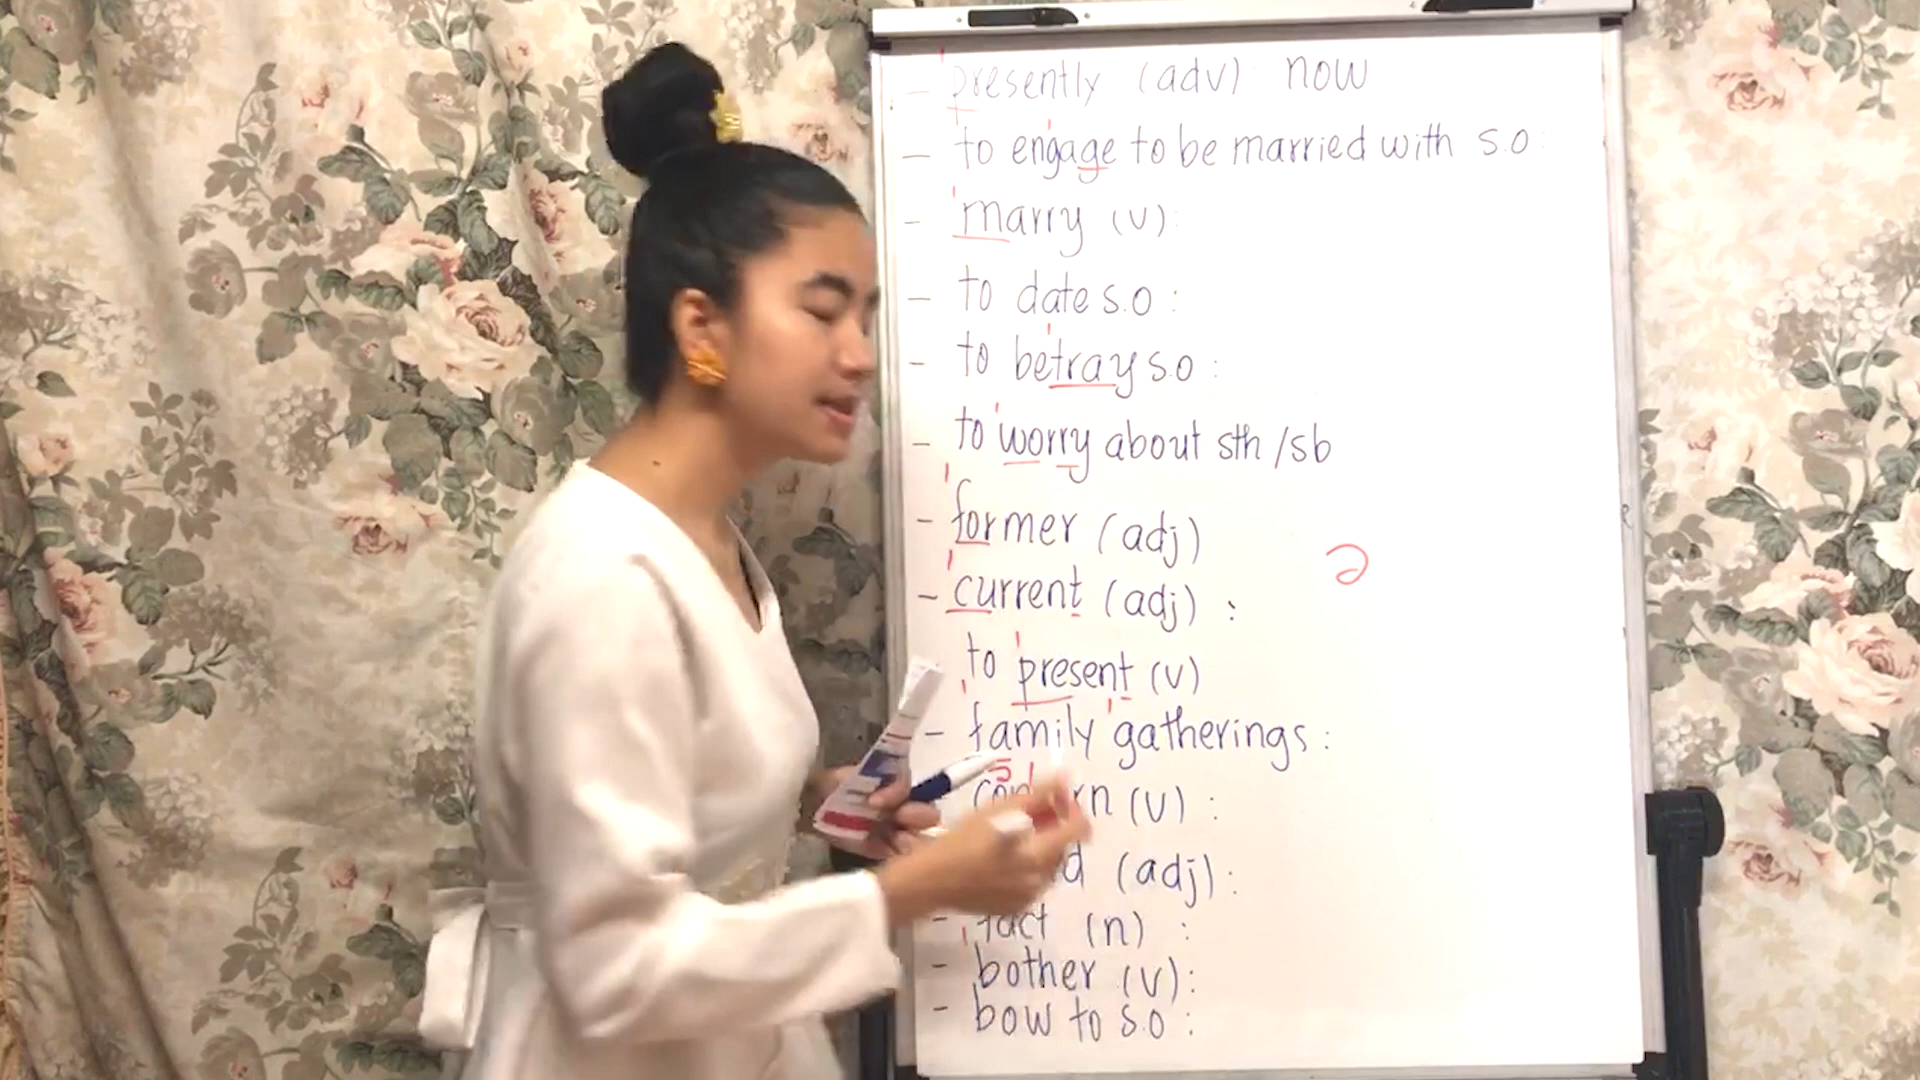 - presently (adv) now
- to engage to be married with s.o :
- marry (v) :
- to date s.o :
- to betray s.o :
- to worry about sth /sb
- former (adj)
- current (adj) :
to present (v)
- family gatherings :
(v) :
(adj) :
- fact (n) :
- bother (v) :
- bow to s.o :